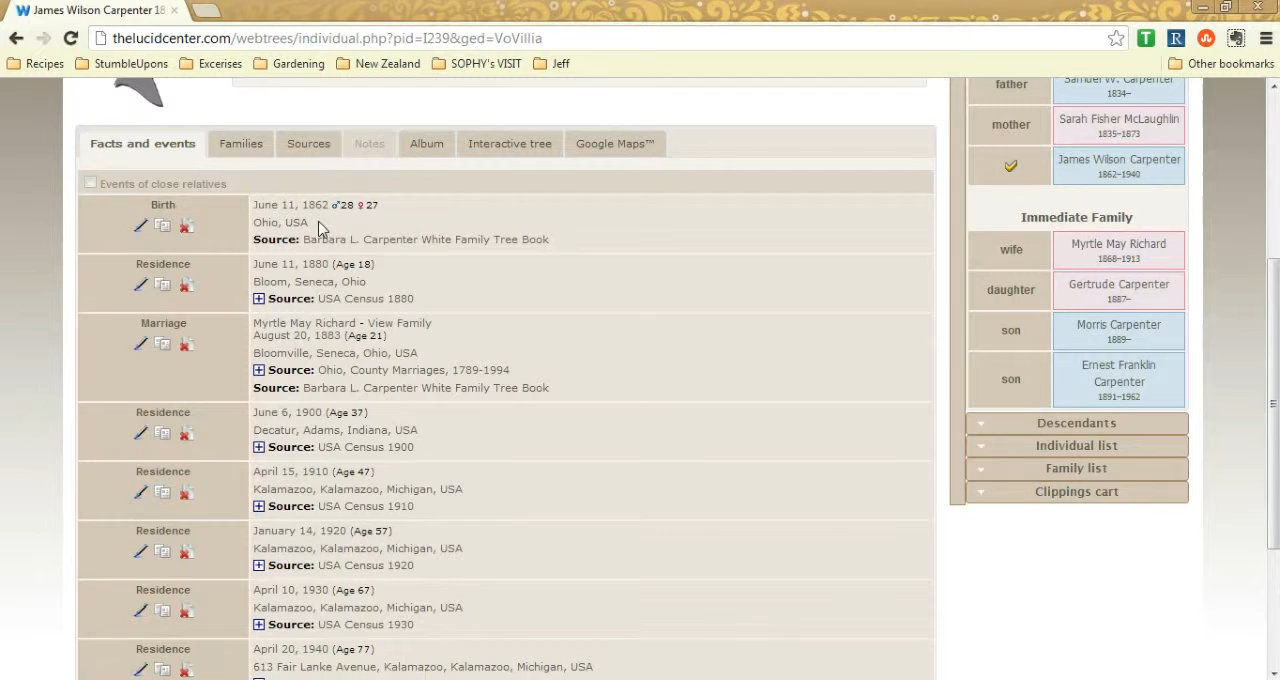 James Wilson Carpenter 18
thelucidcenter.com/webtrees/individual.php?pid=I239&ged=VoVillia
Recipes StumbleUpons Excerises Gardening New Zealand SOPHY's VISIT Jeff Other bookmarks
Facts and events Families Sources Notes Album Interactive tree Google Maps™
Events of close relatives
Birth
June 11, 1862 ♂28 ♀27
Ohio, USA
Source: Barbara L. Carpenter White Family Tree Book
Residence
June 11, 1880 (Age 18)
Bloom, Seneca, Ohio
Source: USA Census 1880
Marriage
Myrtle May Richard - View Family
August 20, 1883 (Age 21)
Bloomville, Seneca, Ohio, USA
Source: Ohio, County Marriages, 1789-1994
Source: Barbara L. Carpenter White Family Tree Book
Residence
June 6, 1900 (Age 37)
Decatur, Adams, Indiana, USA
Source: USA Census 1900
Residence
April 15, 1910 (Age 47)
Kalamazoo, Kalamazoo, Michigan, USA
Source: USA Census 1910
Residence
January 14, 1920 (Age 57)
Kalamazoo, Kalamazoo, Michigan, USA
Source: USA Census 1920
Residence
April 10, 1930 (Age 67)
Kalamazoo, Kalamazoo, Michigan, USA
Source: USA Census 1930
Residence
April 20, 1940 (Age 77)
613 Fair Lanke Avenue, Kalamazoo, Kalamazoo, Michigan, USA
father
Samuel W. Carpenter
1834–
mother
Sarah Fisher McLaughlin
1835–1873
James Wilson Carpenter
1862–1940
Immediate Family
wife
Myrtle May Richard
1868–1913
daughter
Gertrude Carpenter
1887–
son
Morris Carpenter
1889–
son
Ernest Franklin
Carpenter
1891–1962
Descendants
Individual list
Family list
Clippings cart